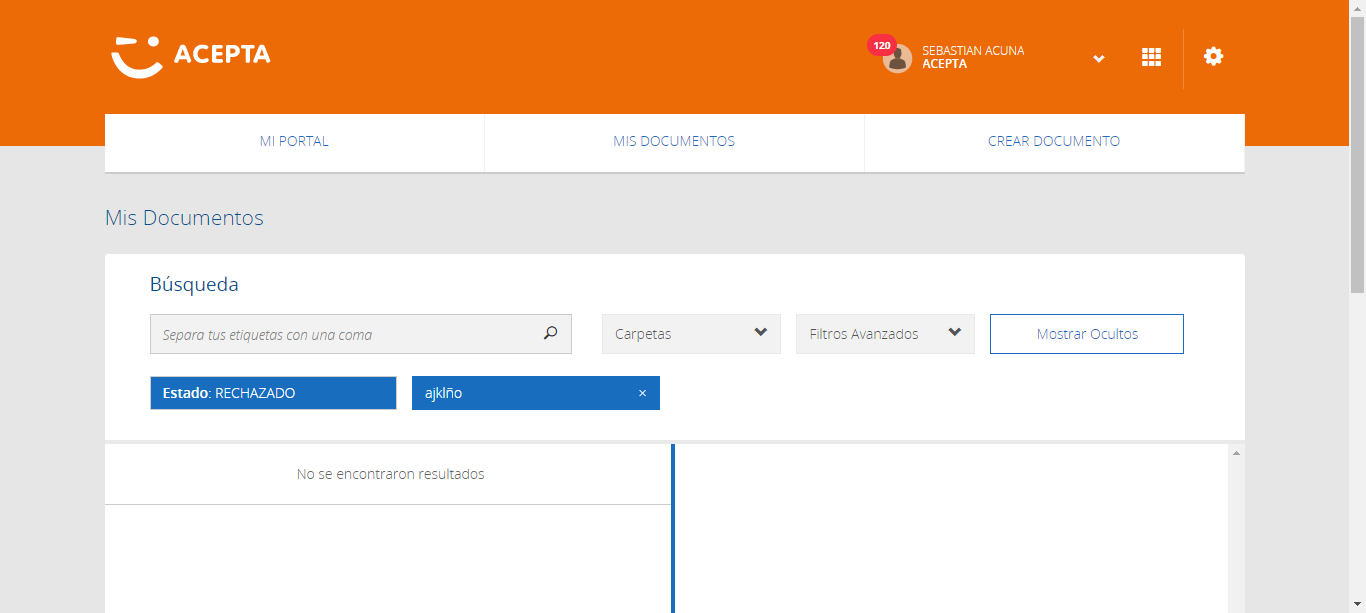 ACEPTA
120
SEBASTIAN ACUNA
ACEPTA
MI PORTAL
MIS DOCUMENTOS
CREAR DOCUMENTO
Mis Documentos
Búsqueda
Separa tus etiquetas con una coma
Carpetas
Filtros Avanzados
Mostrar Ocultos
Estado: RECHAZADO
ajklño ×
No se encontraron resultados